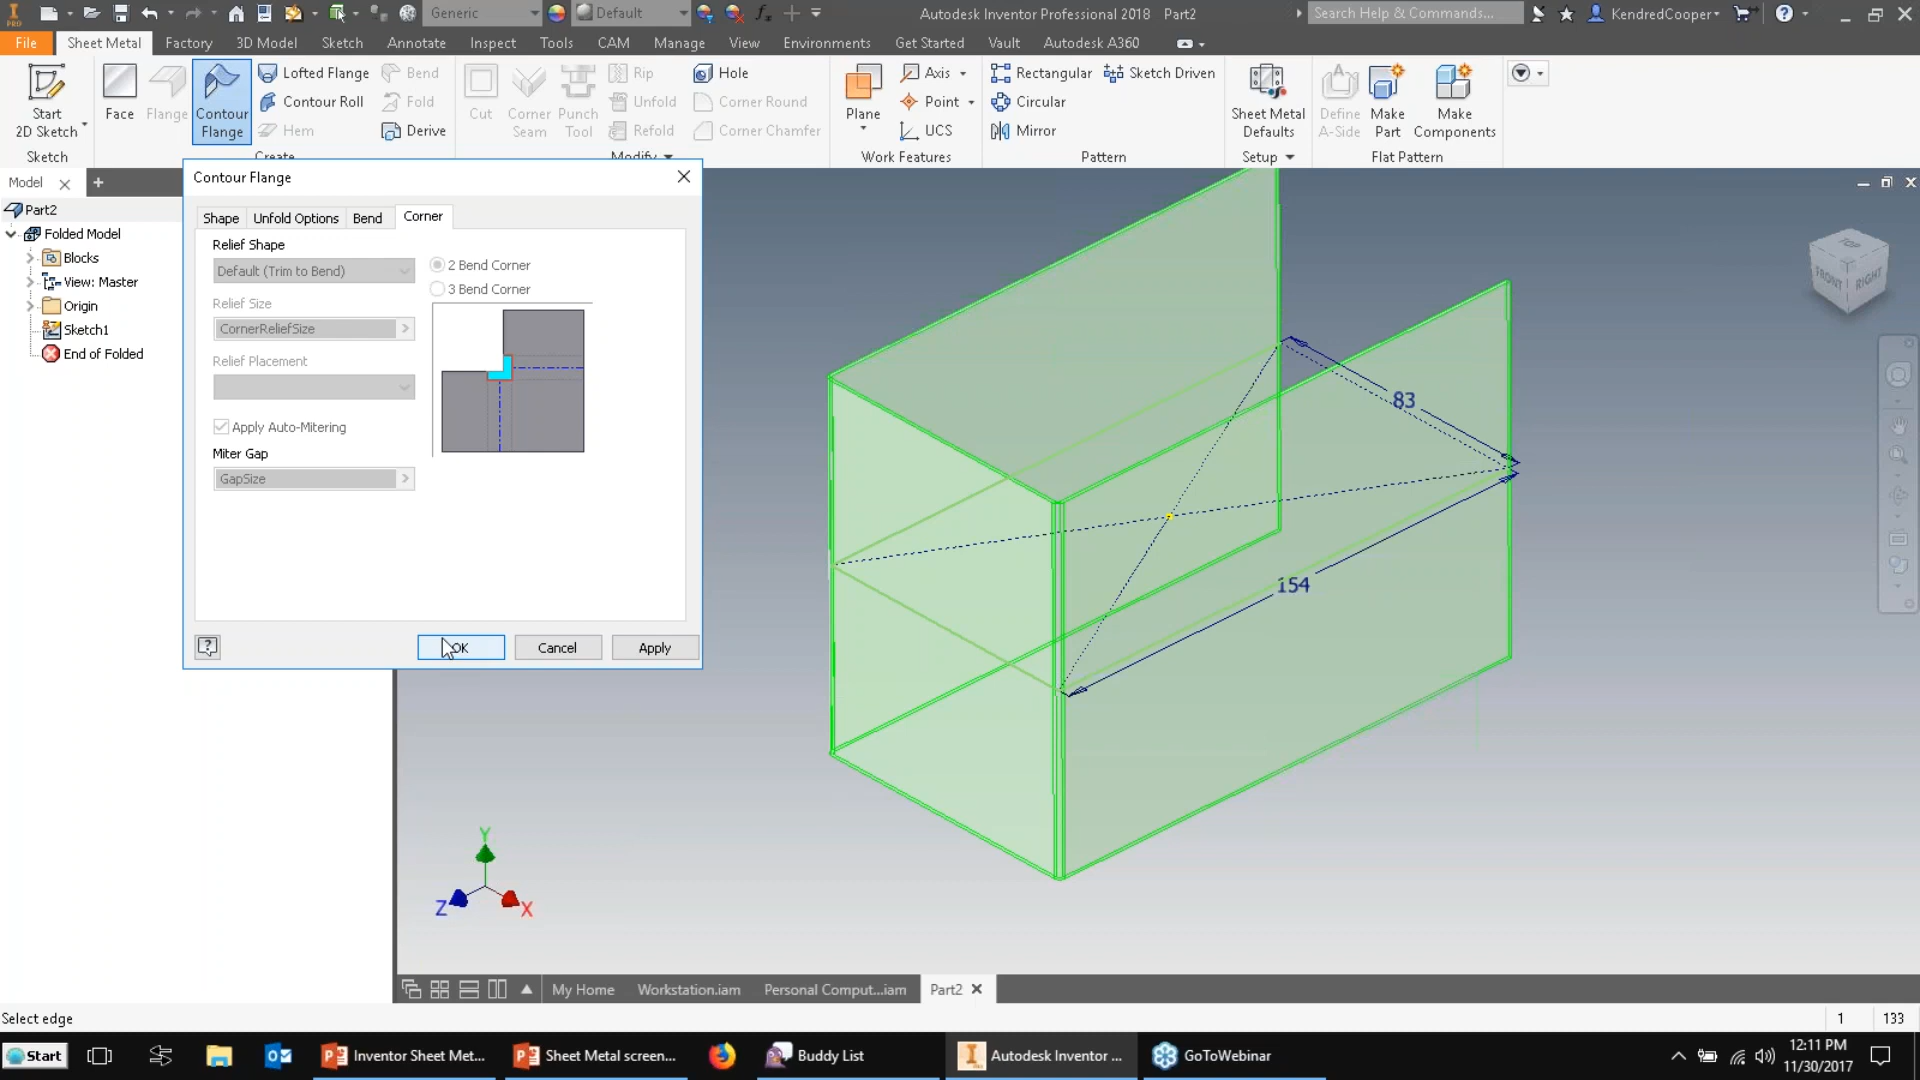 Generic
Default
Autodesk Inventor Professional 2018 Part2
Search Help & Commands...
KendredCooper
PRO
File
Sheet Metal
Factory
3D Model
Sketch
Annotate
Inspect
Tools
CAM
Manage
View
Environments
Get Started
Vault
Autodesk A360
Start
2D Sketch
Face
Flange
Contour
Flange
Lofted Flange
Contour Roll
Hem
Bend
Fold
Derive
Cut
Corner
Seam
Punch
Tool
Rip
Unfold
Refold
Hole
Corner Round
Corner Chamfer
Plane
Axis
Point
UCS
Rectangular
Sketch Driven
Circular
Mirror
Sheet Metal
Defaults
Define
A-Side
Make
Part
Make
Components
Sketch
Create
Modify
Work Features
Pattern
Setup
Flat Pattern
Model
Part2
Folded Model
Blocks
View: Master
Origin
Sketch1
End of Folded
Contour Flange
Shape
Unfold Options
Bend
Corner
Relief Shape
Default (Trim to Bend)
Relief Size
CornerReliefSize
Relief Placement
Apply Auto-Mitering
Miter Gap
GapSize
2 Bend Corner
3 Bend Corner
OK
Cancel
Apply
83
154
TOP
FRONT
RIGHT
Y
Z
X
My Home
Workstation.iam
Personal Comput...iam
Part2
Select edge
1
133
Start
Inventor Sheet Met...
Sheet Metal screen...
Buddy List
Autodesk Inventor ...
GoToWebinar
12:11 PM
11/30/2017